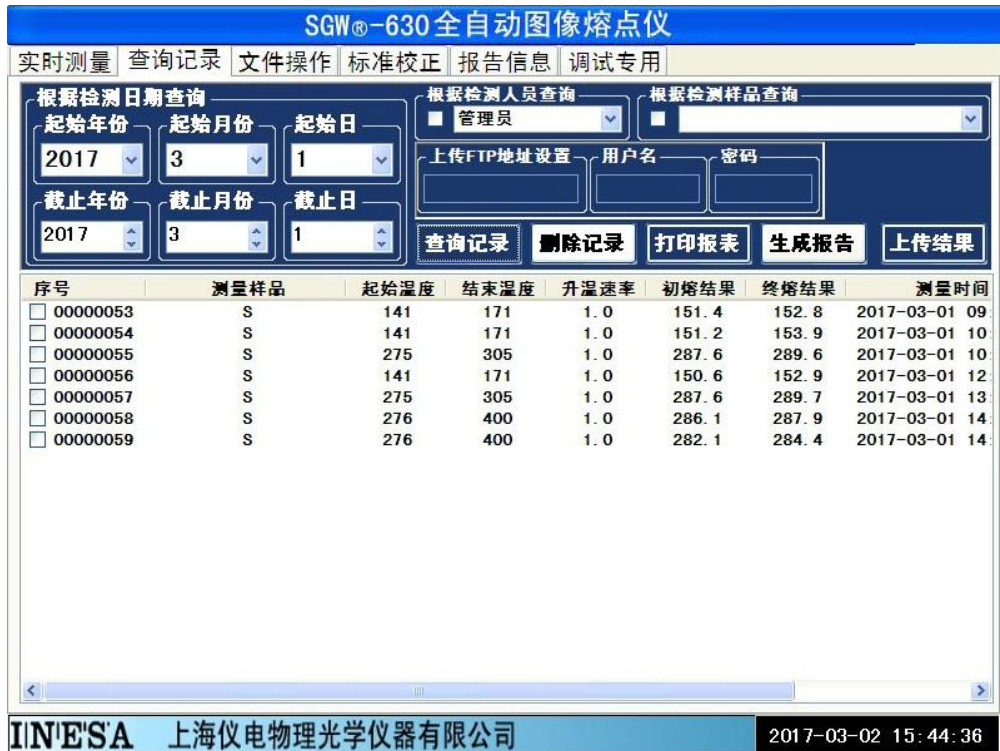 SGW®-630全自动图像熔点仪
实时测量 查询记录 文件操作 标准校正 报告信息 调试专用
根据检测日期查询 根据检测人员查询 根据检测样品查询
起始年份 起始月份 起始日 管理员
2017 3 1
上传FTP地址设置 用户名 密码
截止年份 截止月份 截止日
2017 3 1
查询记录 删除记录 打印报表 生成报告 上传结果
序号 测量样品 起始温度 结束温度 升温速率 初熔结果 终熔结果 测量时间
00000053 S 141 171 1.0 151.4 152.8 2017-03-01 09:
00000054 S 141 171 1.0 151.2 153.9 2017-03-01 10:
00000055 S 275 305 1.0 287.6 289.6 2017-03-01 10:
00000056 S 141 171 1.0 150.6 152.9 2017-03-01 12:
00000057 S 275 305 1.0 287.6 289.7 2017-03-01 13:
00000058 S 276 400 1.0 286.1 287.9 2017-03-01 14:
00000059 S 276 400 1.0 282.1 284.4 2017-03-01 14:
INESA 上海仪电物理光学仪器有限公司 2017-03-02 15:44:36